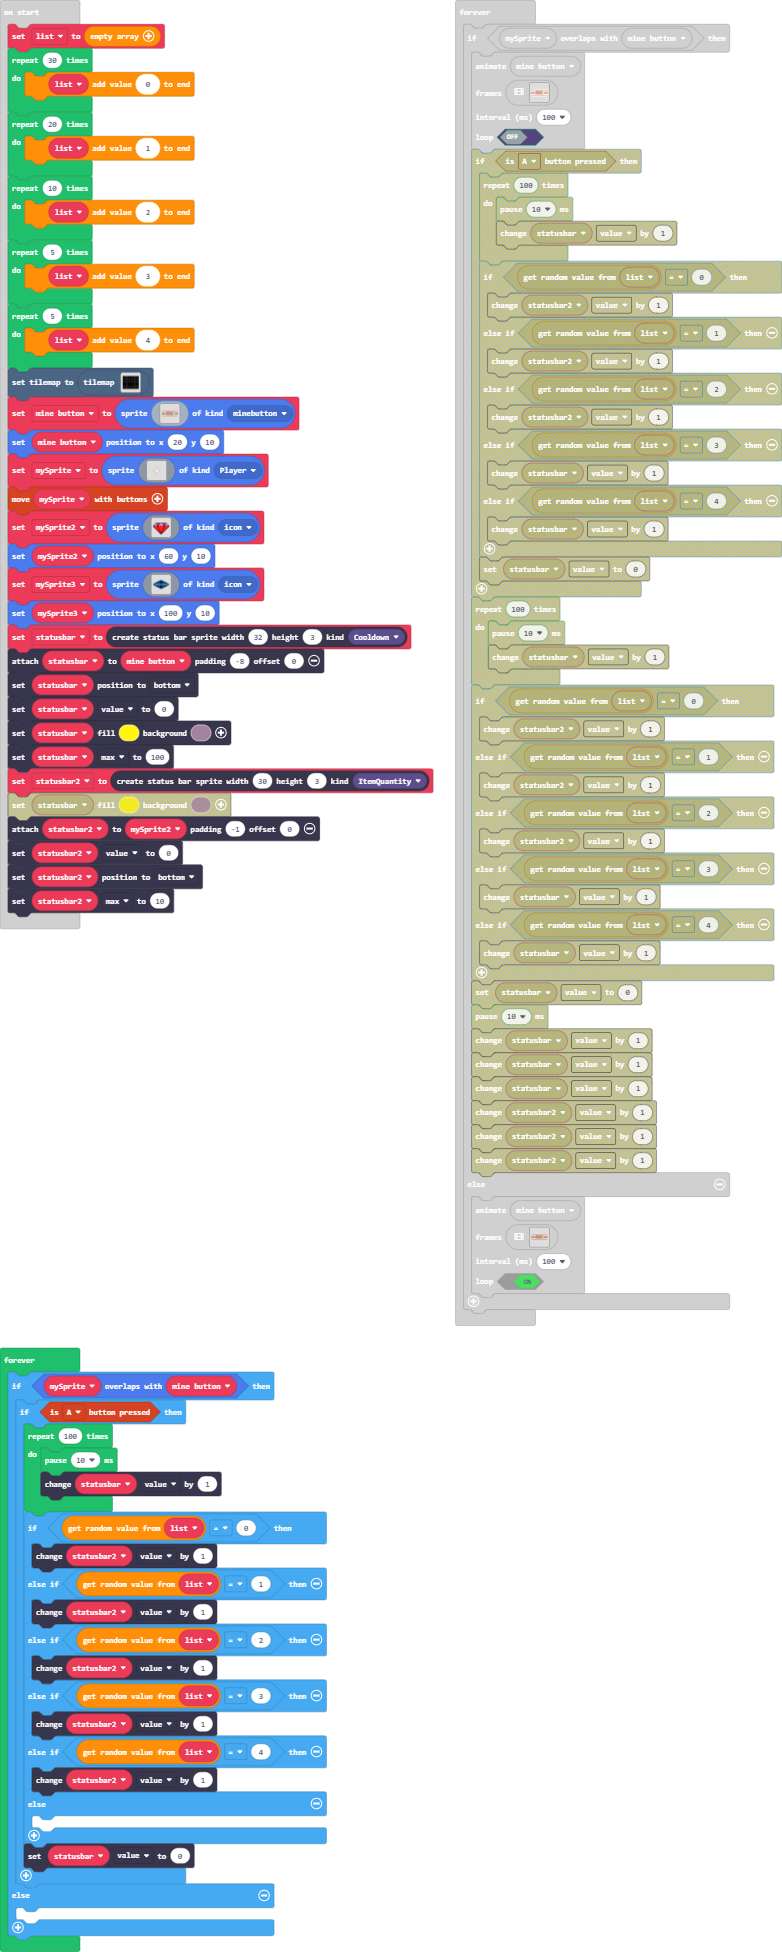 on start
set list to empty array
repeat 30 times
do list add value 0 to end
repeat 20 times
do list add value 1 to end
repeat 10 times
do list add value 2 to end
repeat 5 times
do list add value 3 to end
repeat 5 times
do list add value 4 to end
set tilemap to tilemap
set mine button to sprite of kind minebutton
set mine button position to x 20 y 10
set mySprite to sprite of kind Player
move mySprite with buttons
set mySprite2 to sprite of kind icon
set mySprite2 position to x 60 y 10
set mySprite3 to sprite of kind icon
set mySprite3 position to x 100 y 10
set statusbar to create status bar sprite width 32 height 3 kind Cooldown
attach statusbar to mine button padding -8 offset 0
set statusbar position to bottom
set statusbar value to 0
set statusbar fill background
set statusbar max to 100
set statusbar2 to create status bar sprite width 30 height 3 kind ItemQuantity
set statusbar fill background
attach statusbar2 to mySprite2 padding -1 offset 0
set statusbar2 value to 0
set statusbar2 position to bottom
set statusbar2 max to 10
forever
if mySprite overlaps with mine button then
animate mine button
frames
interval (ms) 100
loop OFF
if is A button pressed then
repeat 100 times
do pause 10 ms
change statusbar value by 1
if get random value from list = 0 then
change statusbar2 value by 1
else if get random value from list = 1 then
change statusbar2 value by 1
else if get random value from list = 2 then
change statusbar2 value by 1
else if get random value from list = 3 then
change statusbar value by 1
else if get random value from list = 4 then
change statusbar value by 1
set statusbar value to 0
repeat 100 times
do pause 10 ms
change statusbar value by 1
if get random value from list = 0 then
change statusbar2 value by 1
else if get random value from list = 1 then
change statusbar2 value by 1
else if get random value from list = 2 then
change statusbar2 value by 1
else if get random value from list = 3 then
change statusbar value by 1
else if get random value from list = 4 then
change statusbar value by 1
set statusbar value to 0
pause 10 ms
change statusbar value by 1
change statusbar value by 1
change statusbar value by 1
change statusbar2 value by 1
change statusbar2 value by 1
change statusbar2 value by 1
else
animate mine button
frames
interval (ms) 100
loop ON
forever
if mySprite overlaps with mine button then
if is A button pressed then
repeat 100 times
do pause 10 ms
change statusbar value by 1
if get random value from list = 0 then
change statusbar2 value by 1
else if get random value from list = 1 then
change statusbar2 value by 1
else if get random value from list = 2 then
change statusbar2 value by 1
else if get random value from list = 3 then
change statusbar2 value by 1
else if get random value from list = 4 then
change statusbar2 value by 1
else
set statusbar value to 0
else